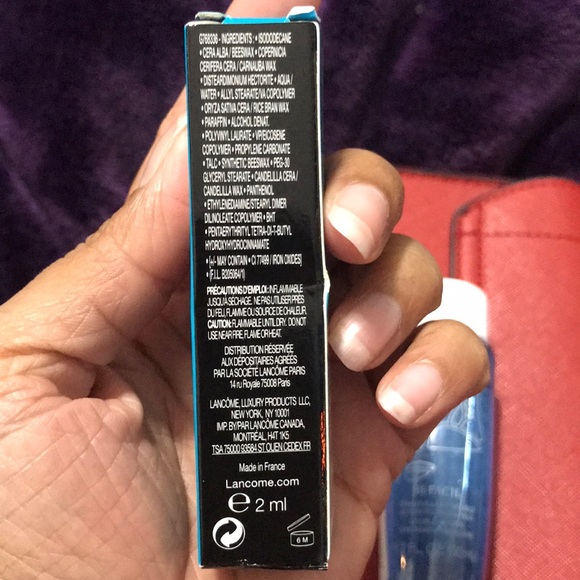 G768336 - INGREDIENTS : • ISODODECANE
• CERA ALBA / BEESWAX • COPERNICIA
CERIFERA CERA / CARNAUBA WAX
• DISTEARDIMONIUM HECTORITE • AQUA /
WATER • ALLYL STEARATE/VA COPOLYMER
• ORYZA SATIVA CERA / RICE BRAN WAX
• PARAFFIN • ALCOHOL DENAT.
• POLYVINYL LAURATE • VP/EICOSENE
COPOLYMER • PROPYLENE CARBONATE
• TALC • SYNTHETIC BEESWAX • PEG-30
GLYCERYL STEARATE • CANDELILLA CERA /
CANDELILLA WAX • PANTHENOL
• ETHYLENEDIAMINE/STEARYL DIMER
DILINOLEATE COPOLYMER • BHT
• PENTAERYTHRITYL TETRA-DI-T-BUTYL
HYDROXYHYDROCINNAMATE
• [+/- MAY CONTAIN • CI 77499 / IRON OXIDES]
• (F.I.L. B205064/1)
PRÉCAUTIONS D'EMPLOI : INFLAMMABLE
JUSQU'À SÉCHAGE. NE PAS UTILISER PRÈS
DU FEU, FLAMME OU SOURCE DE CHALEUR.
CAUTION: FLAMMABLE UNTIL DRY. DO NOT
USE NEAR FIRE, FLAME OR HEAT.
DISTRIBUTION RÉSERVÉE
AUX DÉPOSITAIRES AGRÉÉS
PAR LA SOCIÉTÉ LANCÔME PARIS
14 ru Royale 75008 Paris
LANCÔME, LUXURY PRODUCTS, LLC,
NEW YORK, NY 10001
IMP. BY/PAR LANCÔME CANADA,
MONTRÉAL, H4T 1K5
TSA 75000 93584 ST OUEN CEDEX FR
Made in France
Lancome.com
e 2 ml
6 M